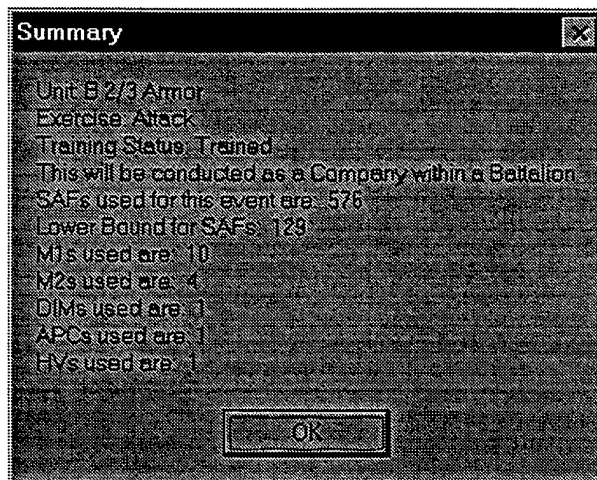 Summary
Unit: B 2/3 Armor
Exercise: Attack
Training Status: Trained
This will be conducted as a Company within a Battalion
SAFs used for this event are: 576
Lower Bound for SAFs: 129
M1s used are: 10
M2s used are: 4
DIMs used are: 1
APCs used are: 1
HVs used are: 1
OK